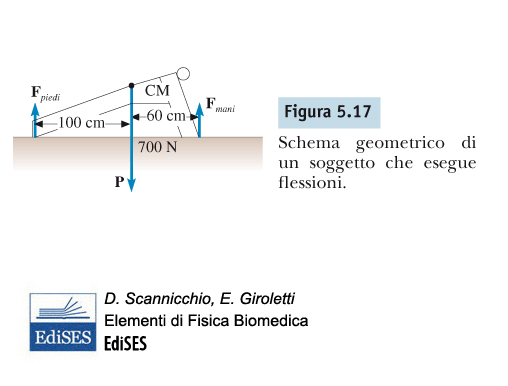 F piedi
CM
F mani
100 cm
60 cm
700 N
P
Figura 5.17
Schema geometrico di
un soggetto che esegue
flessioni.
D. Scannicchio, E. Giroletti
Elementi di Fisica Biomedica
EdiSES
EdiSES